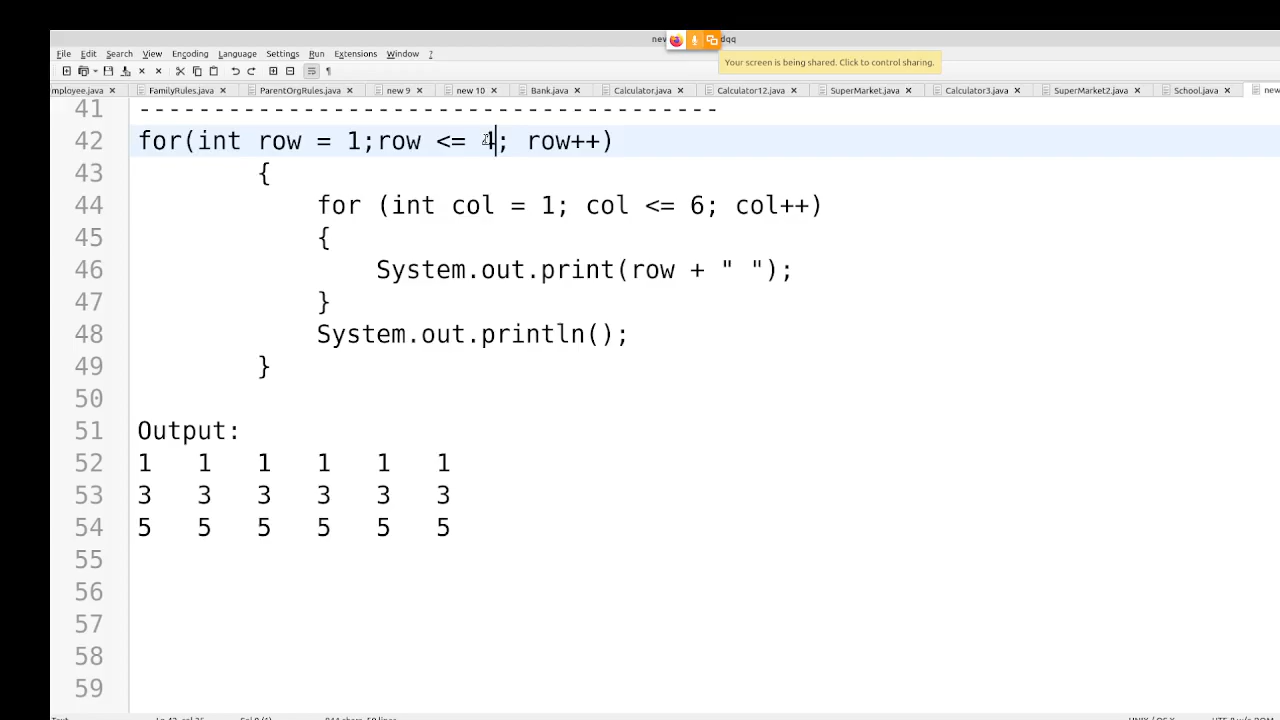 new dqq
Your screen is being shared. Click to control sharing.
File Edit Search View Encoding Language Settings Run Extensions Window ?
mployee.java FamilyRules.java ParentOrgRules.java new 9 new 10 Bank.java Calculator.java Calculator12.java SuperMarket.java Calculator3.java SuperMarket2.java School.java new
41 ---------------------------------------
42 for(int row = 1;row <= 4; row++)
43 {
44 for (int col = 1; col <= 6; col++)
45 {
46 System.out.print(row + " ");
47 }
48 System.out.println();
49 }
50
51 Output:
52 1 1 1 1 1 1
53 3 3 3 3 3 3
54 5 5 5 5 5 5
55
56
57
58
59